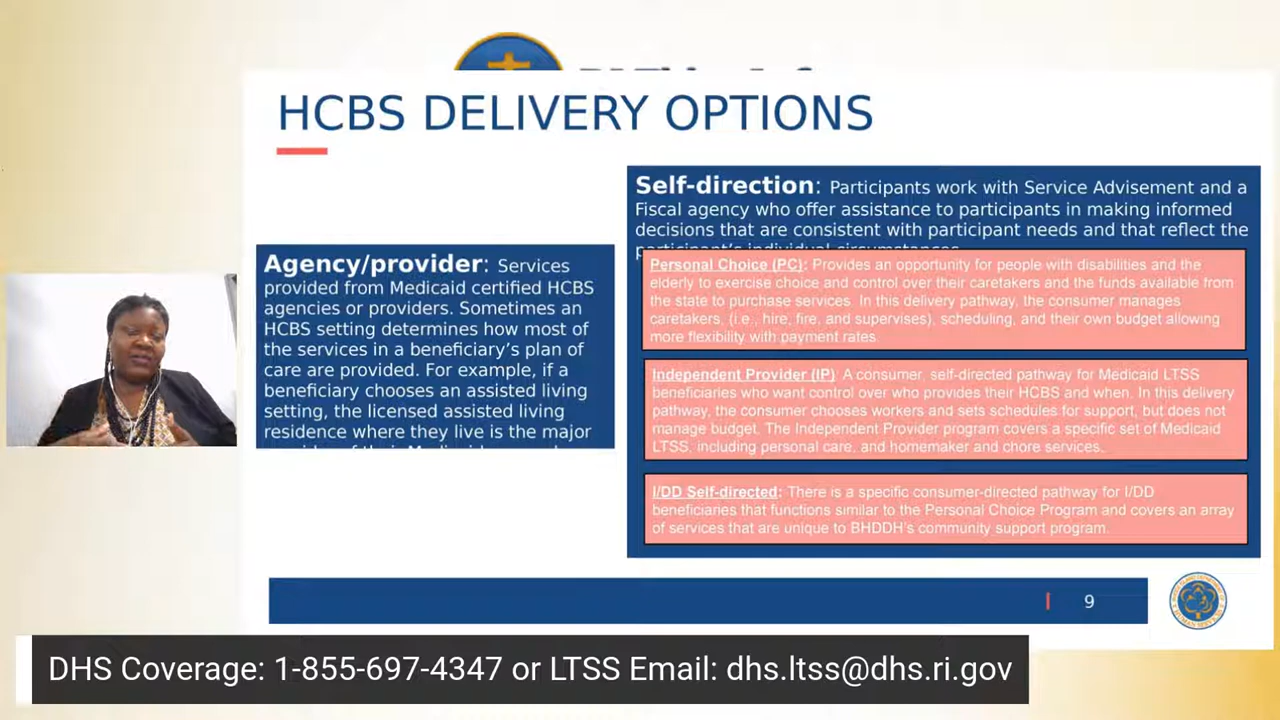 HCBS DELIVERY OPTIONS
Agency/provider: Services
provided from Medicaid certified HCBS
agencies or providers. Sometimes an
HCBS setting determines how most of
the services in a beneficiary's plan of
care are provided. For example, if a
beneficiary chooses an assisted living
setting, the licensed assisted living
residence where they live is the major
Self-direction: Participants work with Service Advisement and a
Fiscal agency who offer assistance to participants in making informed
decisions that are consistent with participant needs and that reflect the
participant's individual circumstances.
Personal Choice (PC): Provides an opportunity for people with disabilities and the
elderly to exercise choice and control over their caretakers and the funds available from
the state to purchase services. In this delivery pathway, the consumer manages
caretakers, (i.e., hire, fire, and supervises), scheduling, and their own budget allowing
more flexibility with payment rates.
Independent Provider (IP): A consumer, self-directed pathway for Medicaid LTSS
beneficiaries who want control over who provides their HCBS and when. In this delivery
pathway, the consumer chooses workers and sets schedules for support, but does not
manage budget. The Independent Provider program covers a specific set of Medicaid
LTSS, including personal care, and homemaker and chore services.
I/DD Self-directed: There is a specific consumer-directed pathway for I/DD
beneficiaries that functions similar to the Personal Choice Program and covers an array
of services that are unique to BHDDH's community support program.
9
DHS Coverage: 1-855-697-4347 or LTSS Email: dhs.ltss@dhs.ri.gov